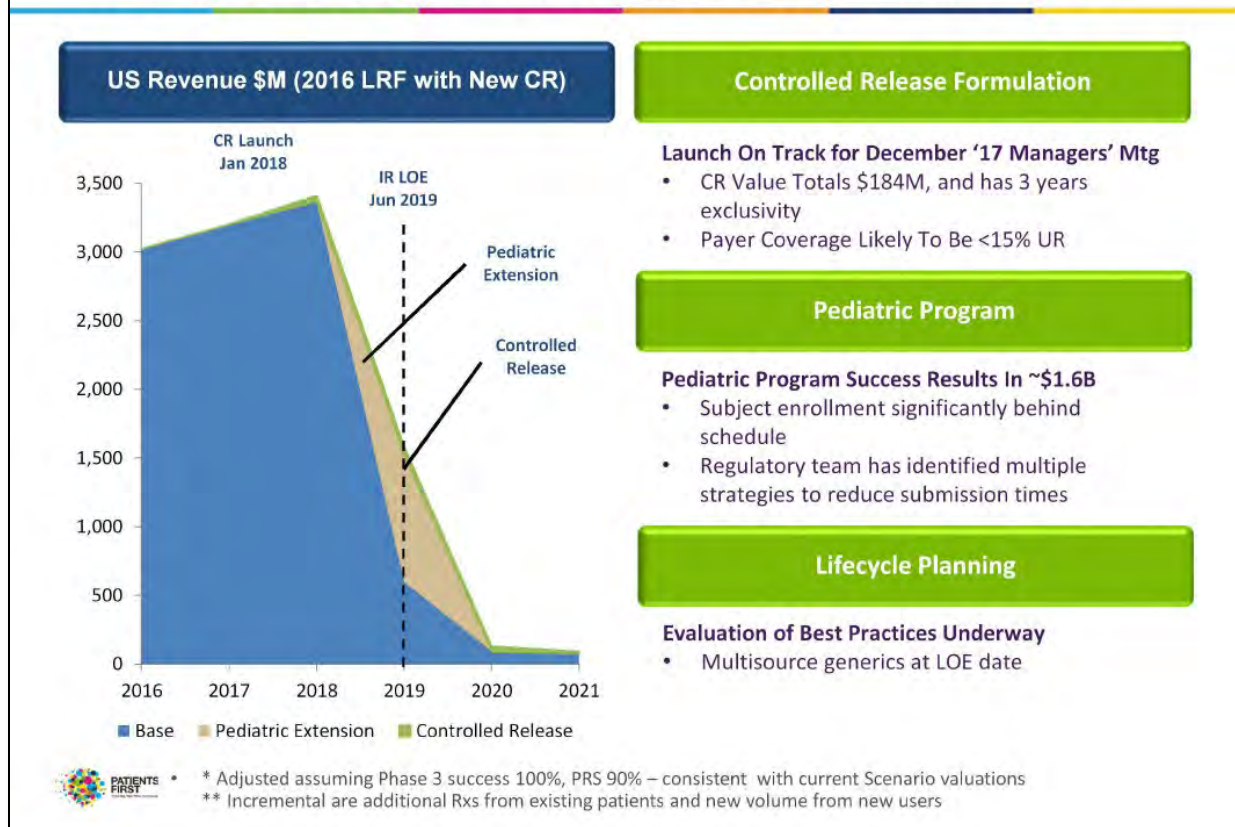 US Revenue $M (2016 LRF with New CR)
CR Launch
Jan 2018
IR LOE
Jun 2019
Pediatric
Extension
Controlled
Release
3,500
3,000
2,500
2,000
1,500
1,000
500
0
2016 2017 2018 2019 2020 2021
Base Pediatric Extension Controlled Release
Controlled Release Formulation
Launch On Track for December ‘17 Managers’ Mtg
• CR Value Totals $184M, and has 3 years
exclusivity
• Payer Coverage Likely To Be <15% UR
Pediatric Program
Pediatric Program Success Results In ~$1.6B
• Subject enrollment significantly behind
schedule
• Regulatory team has identified multiple
strategies to reduce submission times
Lifecycle Planning
Evaluation of Best Practices Underway
• Multisource generics at LOE date
PATIENTS
FIRST
• * Adjusted assuming Phase 3 success 100%, PRS 90% – consistent with current Scenario valuations
** Incremental are additional Rxs from existing patients and new volume from new users